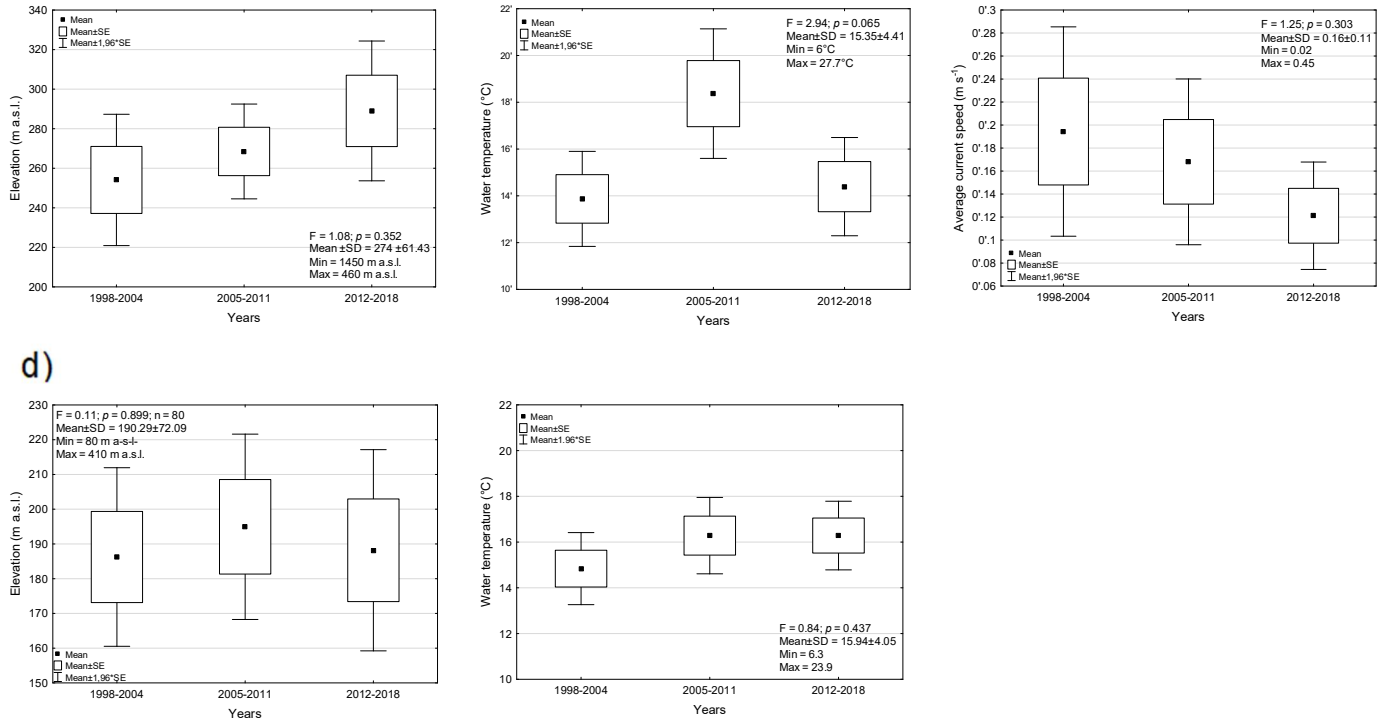 340
320
300
280
260
240
220
200
Elevation (m a.s.l.)
Mean
Mean±SE
Mean±1,96*SE
F = 1.08; p = 0.352
Mean ±SD = 274 ±61.43
Min = 1450 m a.s.l.
Max = 460 m a.s.l.
1998-2004 2005-2011 2012-2018
Years
22'
20'
18'
16'
14'
12'
10'
Water temperature (°C)
Mean
Mean±SE
Mean±1,96*SE
F = 2.94; p = 0.065
Mean±SD = 15.35±4.41
Min = 6°C
Max = 27.7°C
1998-2004 2005-2011 2012-2018
Years
0'.3
0'.28
0'.26
0'.24
0'.22
0'.2
0'.18
0'.16
0'.14
0'.12
0'.1
0'.08
0'.06
Average current speed (m s-1)
F = 1.25; p = 0.303
Mean±SD = 0.16±0.11
Min = 0.02
Max = 0.45
Mean
Mean±SE
Mean±1,96*SE
1998-2004 2005-2011 2012-2018
Years
d)
230
220
210
200
190
180
170
160
150
Elevation (m a.s.l.)
F = 0.11; p = 0.899; n = 80
Mean±SD = 190.29±72.09
Min = 80 m a-s-l-
Max = 410 m a.s.l.
Mean
Mean±SE
Mean±1,96*SE
1998-2004 2005-2011 2012-2018
Years
22
20
18
16
14
12
10
Water temperature (°C)
Mean
Mean±SE
Mean±1.96*SE
F = 0.84; p = 0.437
Mean±SD = 15.94±4.05
Min = 6.3
Max = 23.9
1998-2004 2005-2011 2012-2018
Years